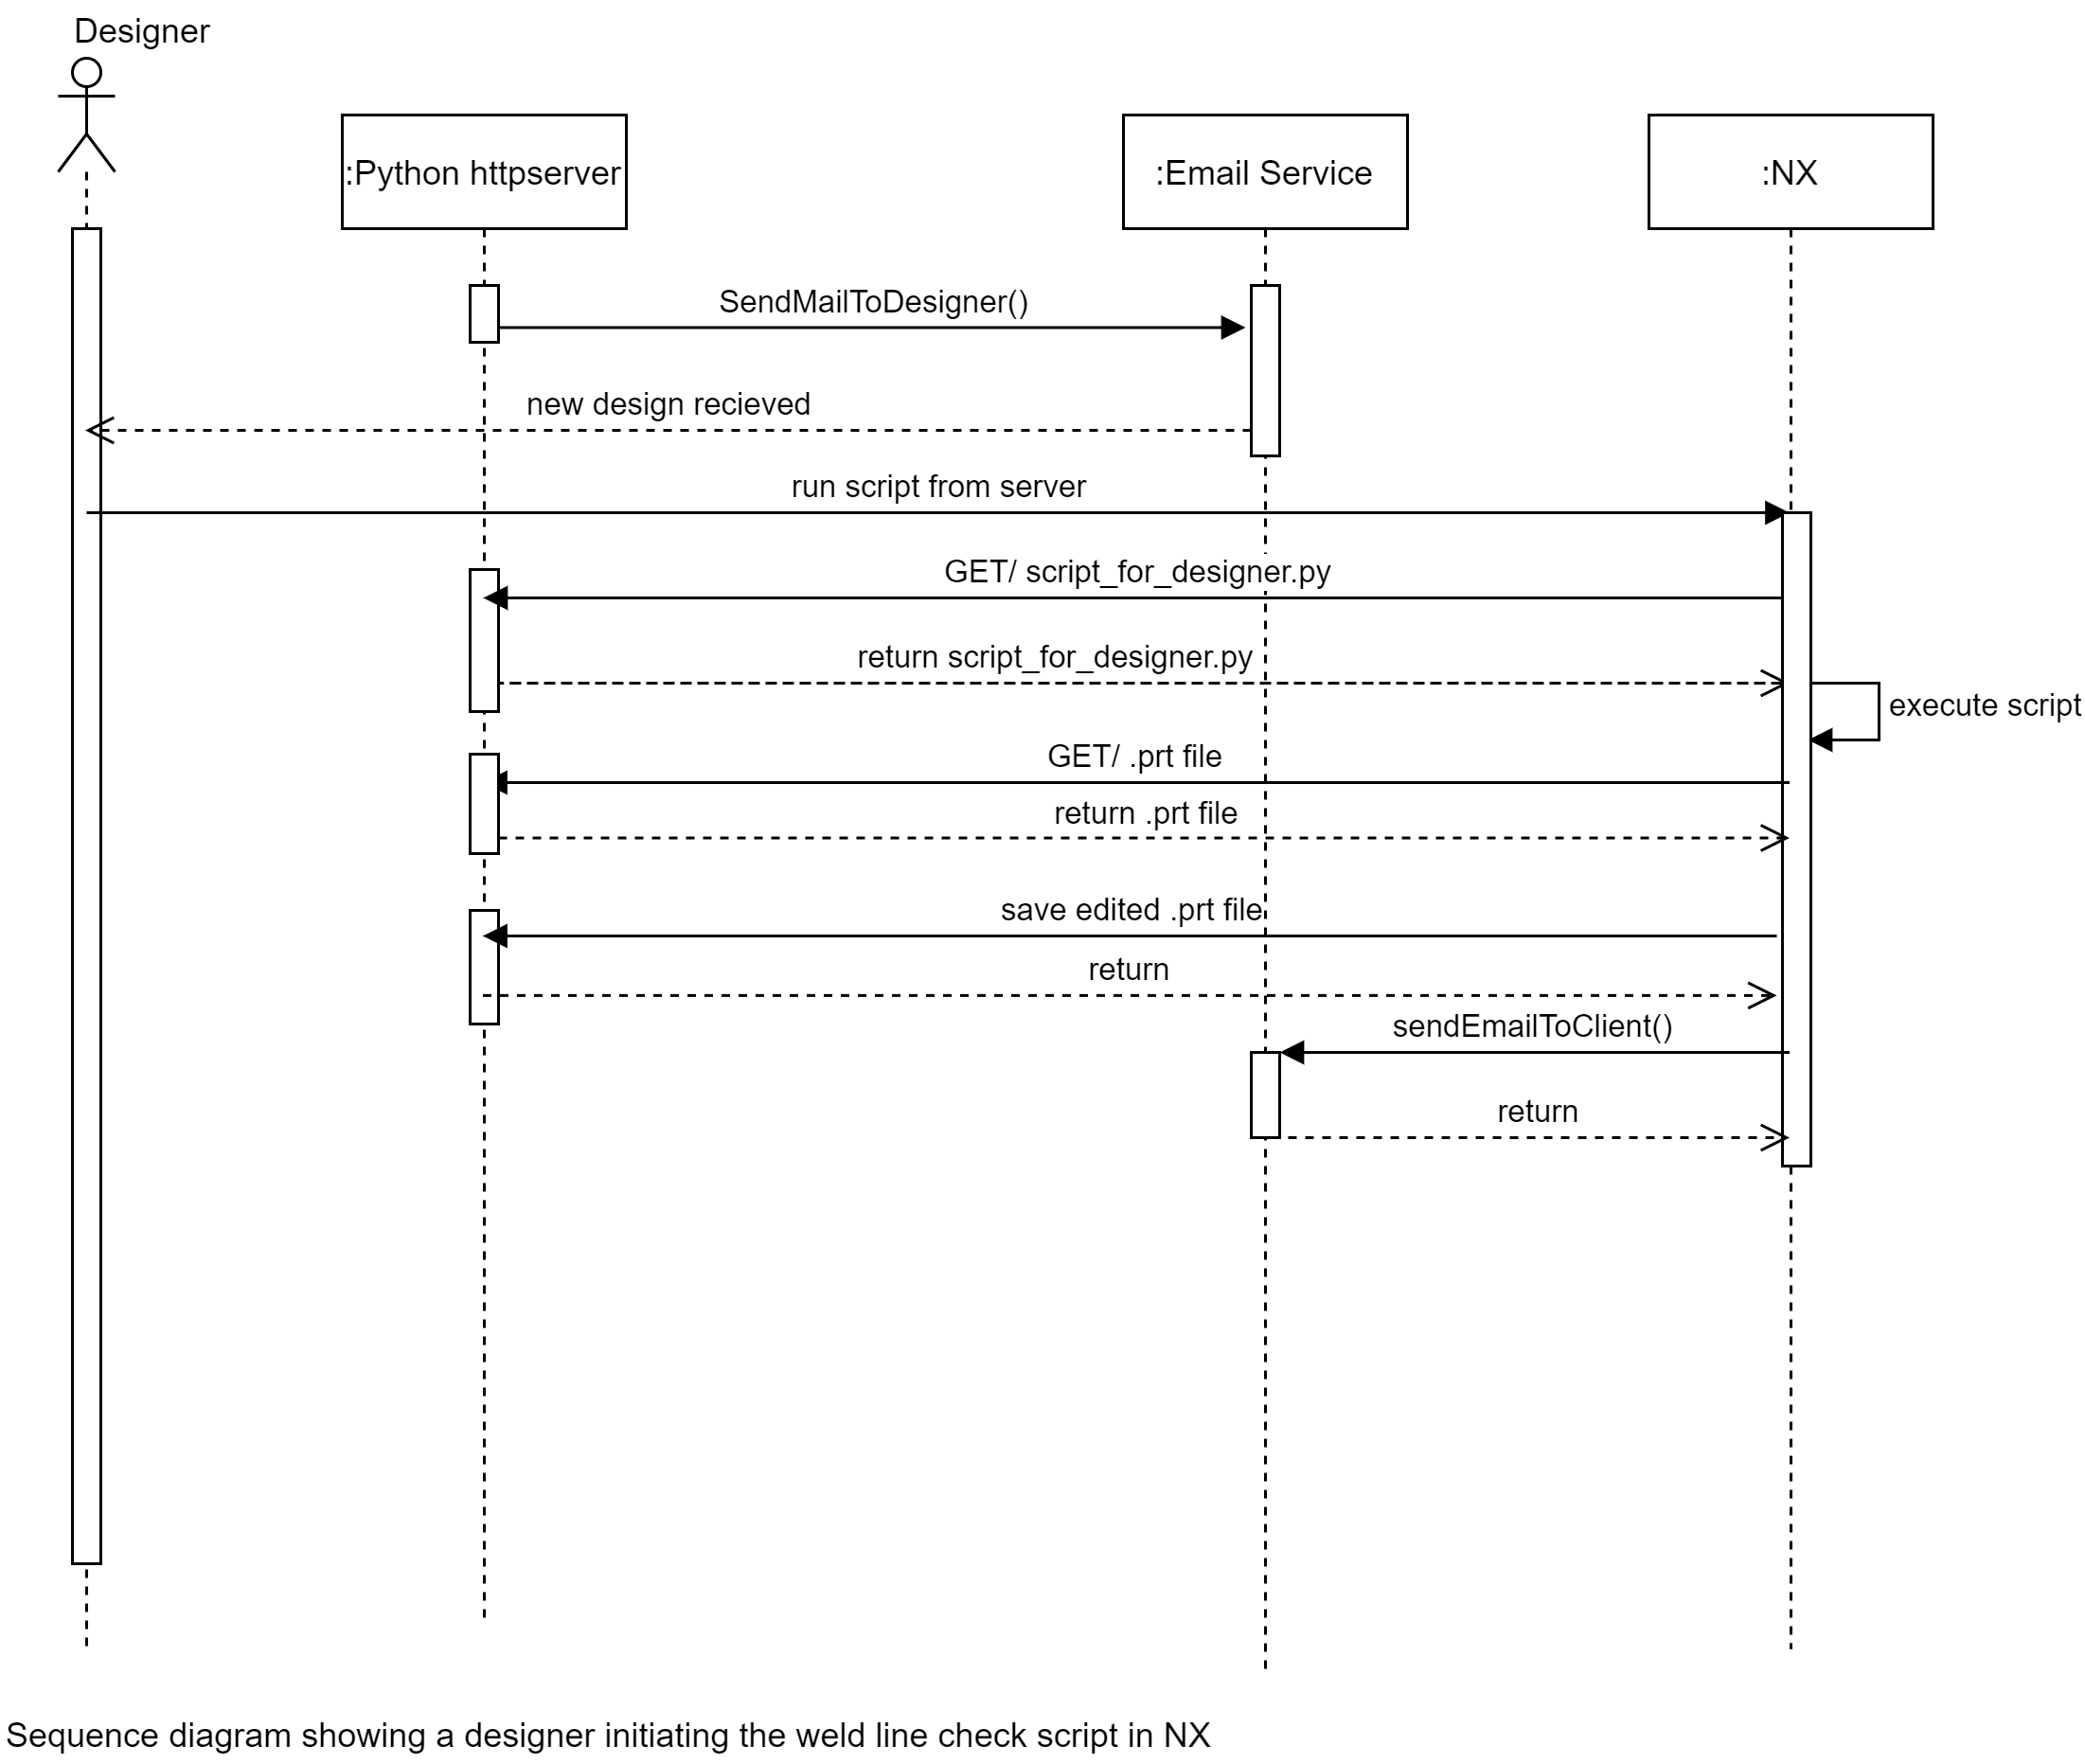 Designer
:Python httpserver
:Email Service
:NX
SendMailToDesigner()
new design recieved
run script from server
GET/ script_for_designer.py
return script_for_designer.py
execute script
GET/ .prt file
return .prt file
save edited .prt file
return
sendEmailToClient()
return
Sequence diagram showing a designer initiating the weld line check script in NX